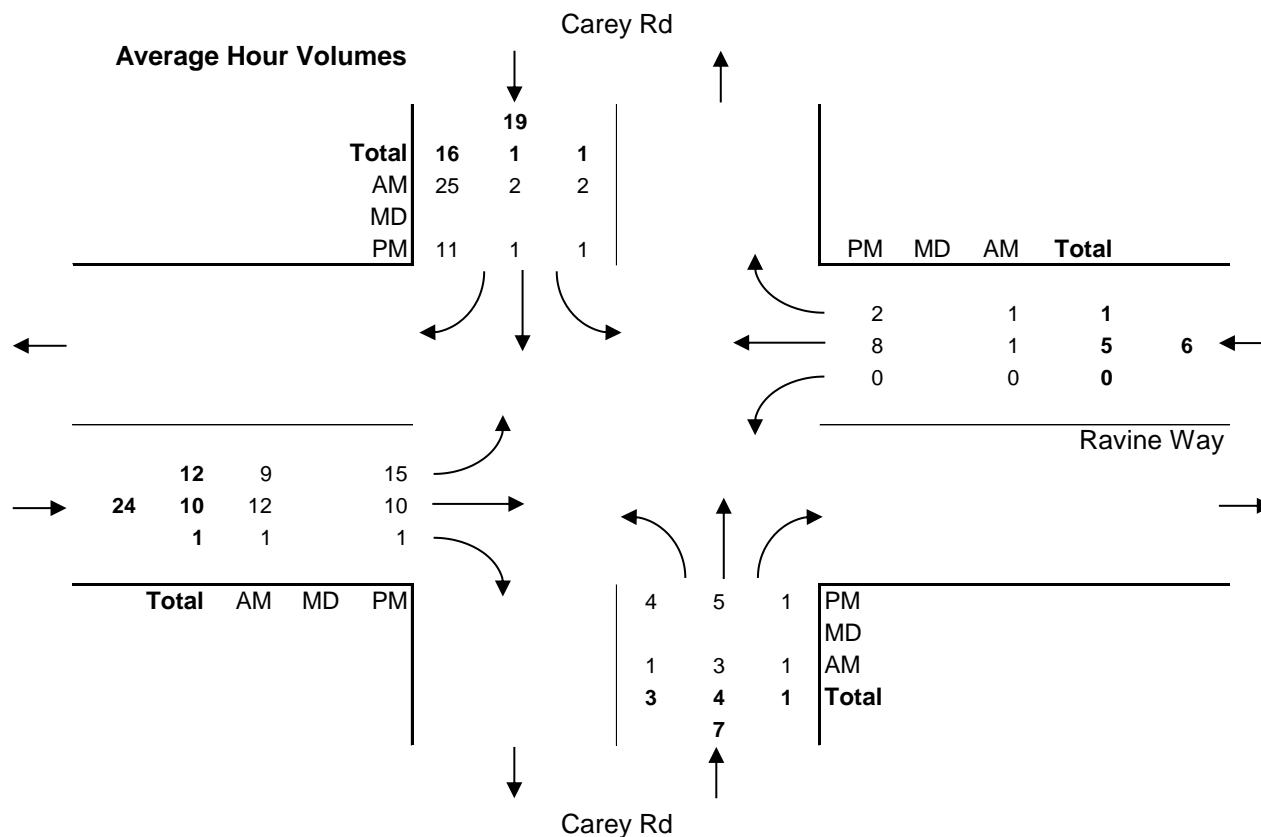 Carey Rd
Average Hour Volumes
19
Total 16 1 1
AM 25 2 2
MD
PM 11 1 1
PM MD AM Total
2 1 1
8 1 5 6
0 0 0
Ravine Way
12 9 15
24 10 12 10
1 1 1
Total AM MD PM
4 5 1 PM
MD
1 3 1 AM
3 4 1 Total
7
Carey Rd